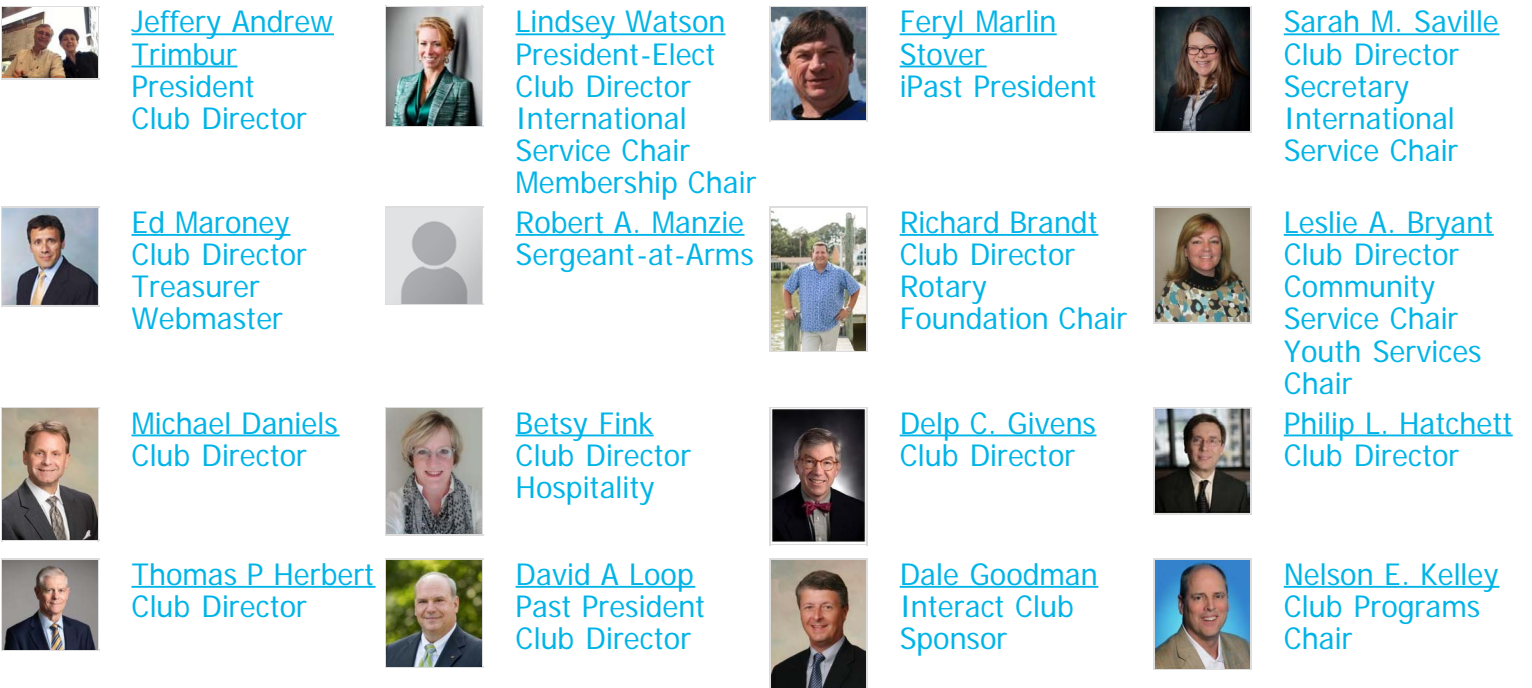 Jeffery Andrew
Trimbur
President
Club Director
Lindsey Watson
President-Elect
Club Director
International
Service Chair
Membership Chair
Feryl Marlin
Stover
iPast President
Sarah M. Saville
Club Director
Secretary
International
Service Chair
Ed Maroney
Club Director
Treasurer
Webmaster
Robert A. Manzie
Sergeant-at-Arms
Richard Brandt
Club Director
Rotary
Foundation Chair
Leslie A. Bryant
Club Director
Community
Service Chair
Youth Services
Chair
Michael Daniels
Club Director
Betsy Fink
Club Director
Hospitality
Delp C. Givens
Club Director
Philip L. Hatchett
Club Director
Thomas P Herbert
Club Director
David A Loop
Past President
Club Director
Dale Goodman
Interact Club
Sponsor
Nelson E. Kelley
Club Programs
Chair